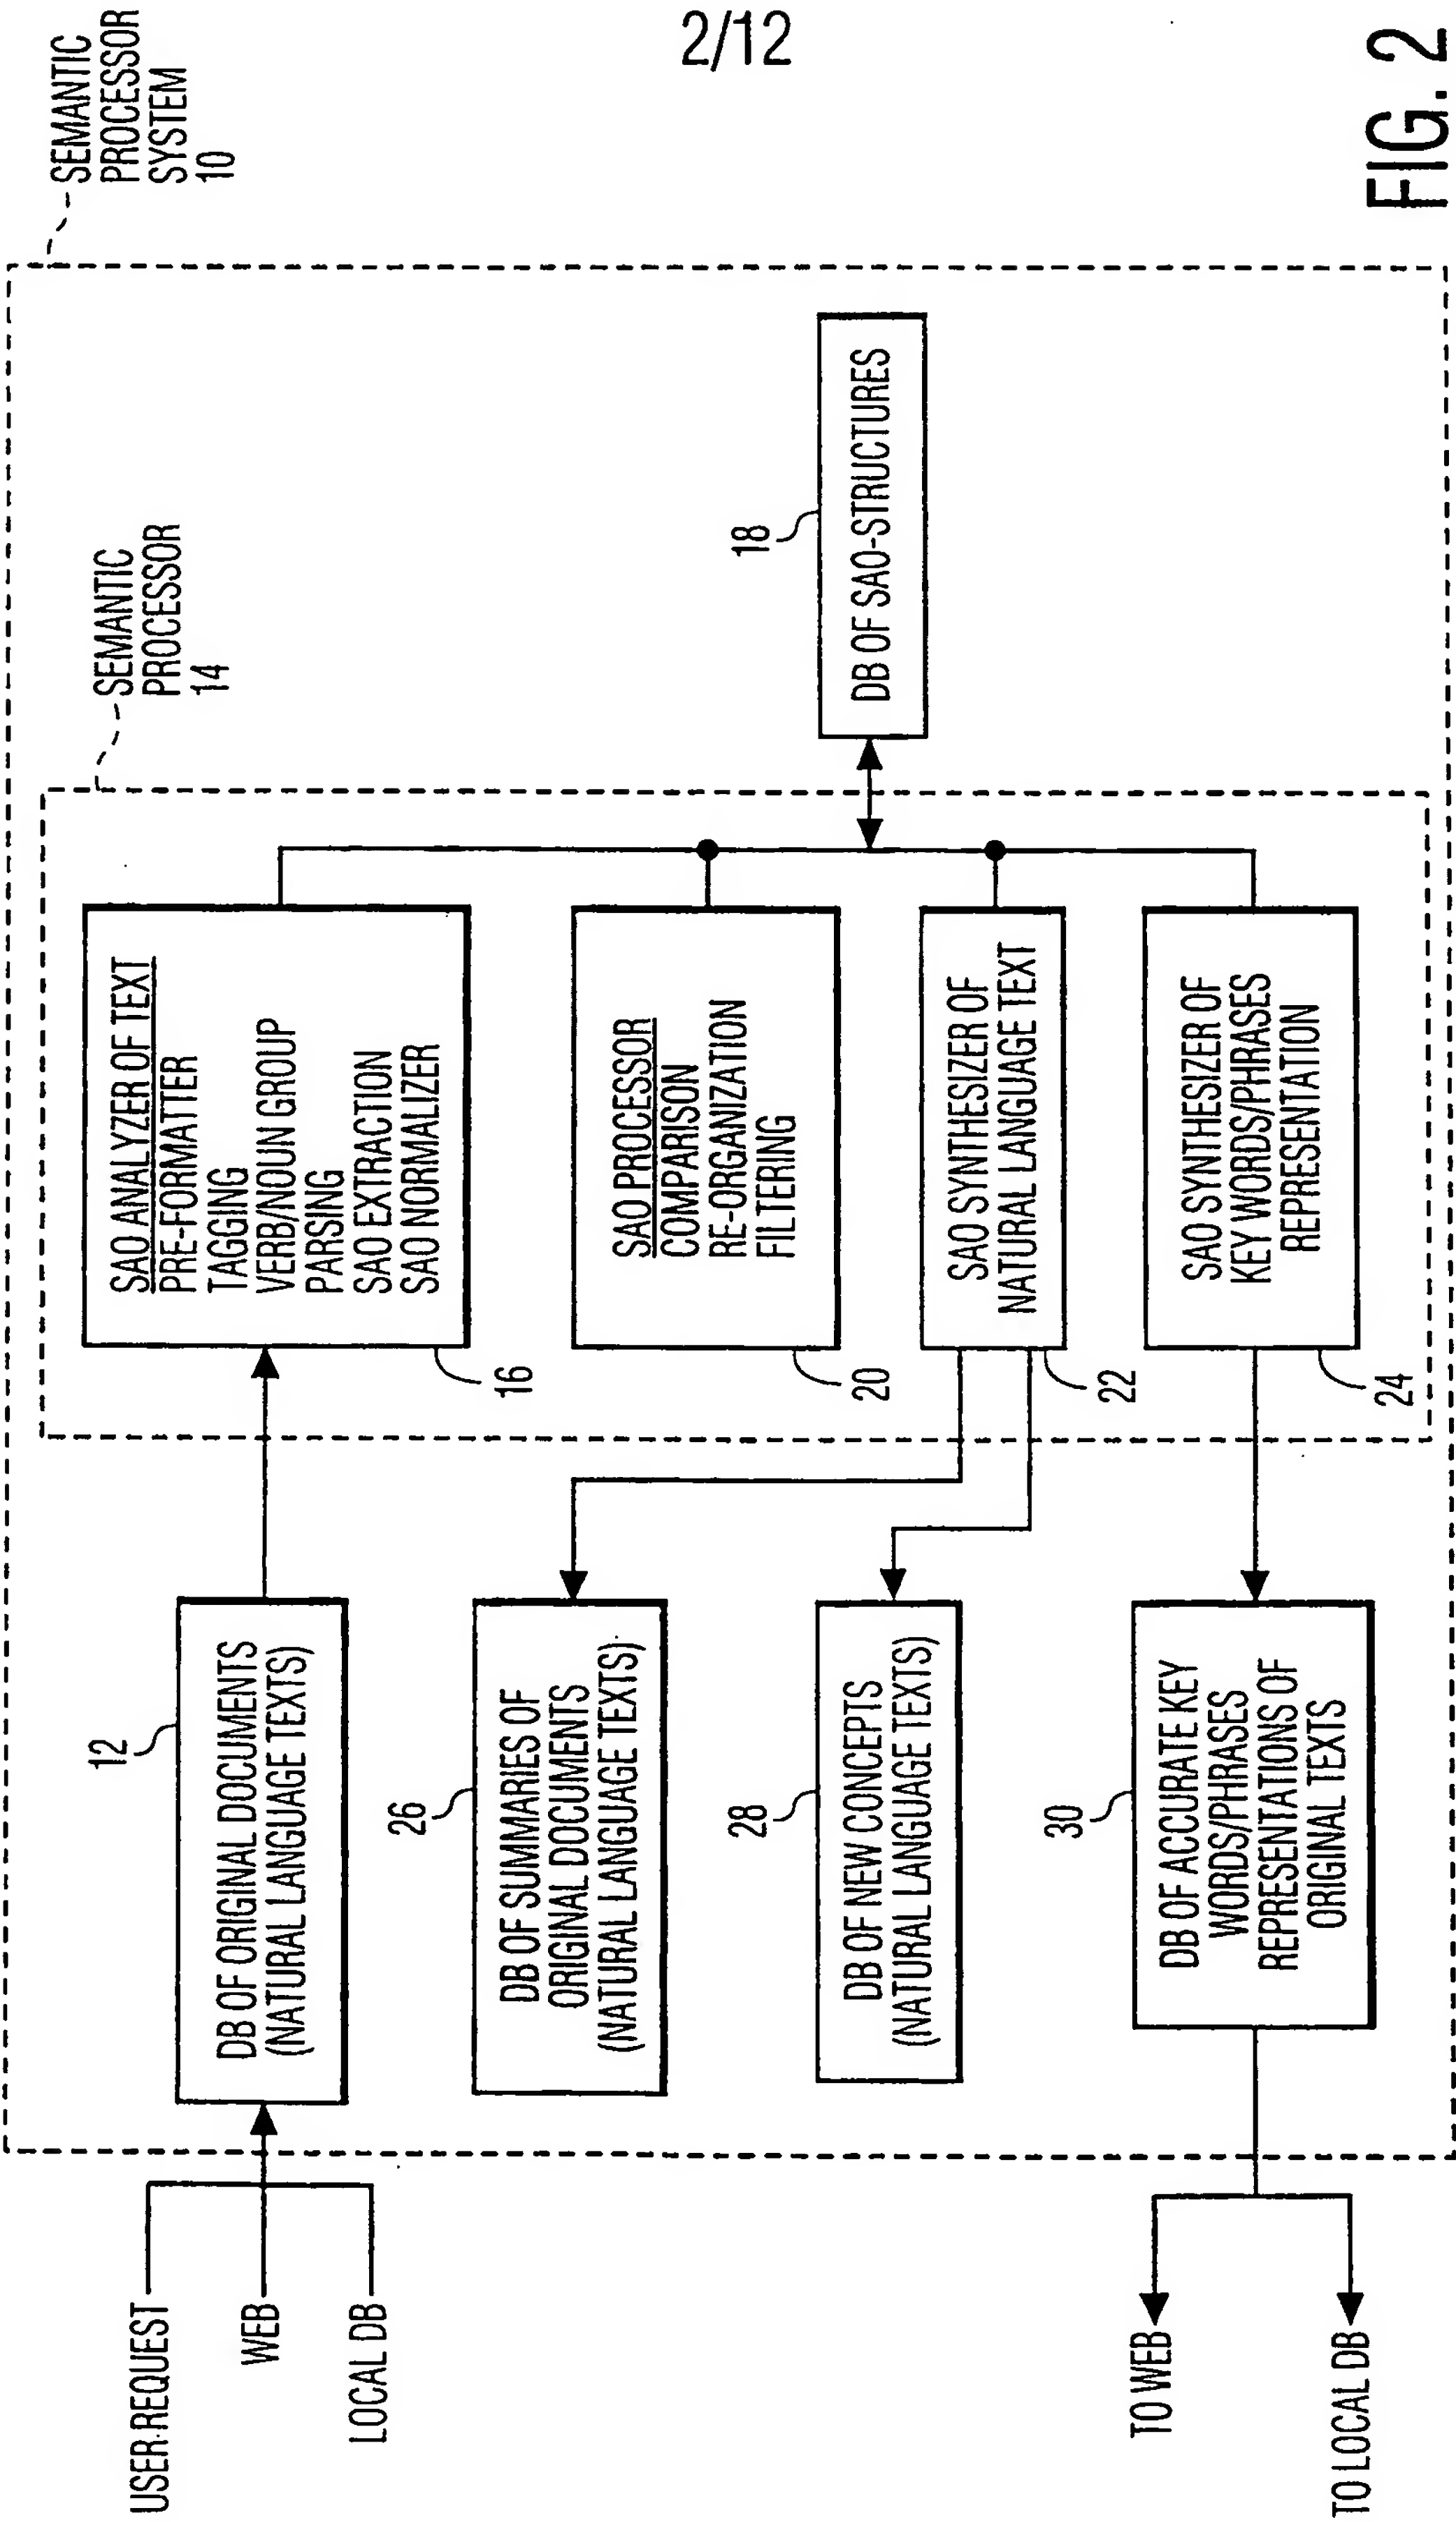 2/12
SEMANTIC
PROCESSOR
SYSTEM
10
SEMANTIC
PROCESSOR
14
USER REQUEST
WEB
LOCAL DB
12
DB OF ORIGINAL DOCUMENTS
(NATURAL LANGUAGE TEXTS)
SAO ANALYZER OF TEXT
PRE-FORMATTER
TAGGING
VERB/NOUN GROUP
PARSING
SAO EXTRACTION
SAO NORMALIZER
16
26
DB OF SUMMARIES OF
ORIGINAL DOCUMENTS
(NATURAL LANGUAGE TEXTS)
SAO PROCESSOR
COMPARISON
RE-ORGANIZATION
FILTERING
20
18
DB OF SAO-STRUCTURES
28
DB OF NEW CONCEPTS
(NATURAL LANGUAGE TEXTS)
SAO SYNTHESIZER OF
NATURAL LANGUAGE TEXT
22
30
DB OF ACCURATE KEY
WORDS/PHRASES
REPRESENTATIONS OF
ORIGINAL TEXTS
SAO SYNTHESIZER OF
KEY WORDS/PHRASES
REPRESENTATION
24
TO WEB
TO LOCAL DB
FIG. 2